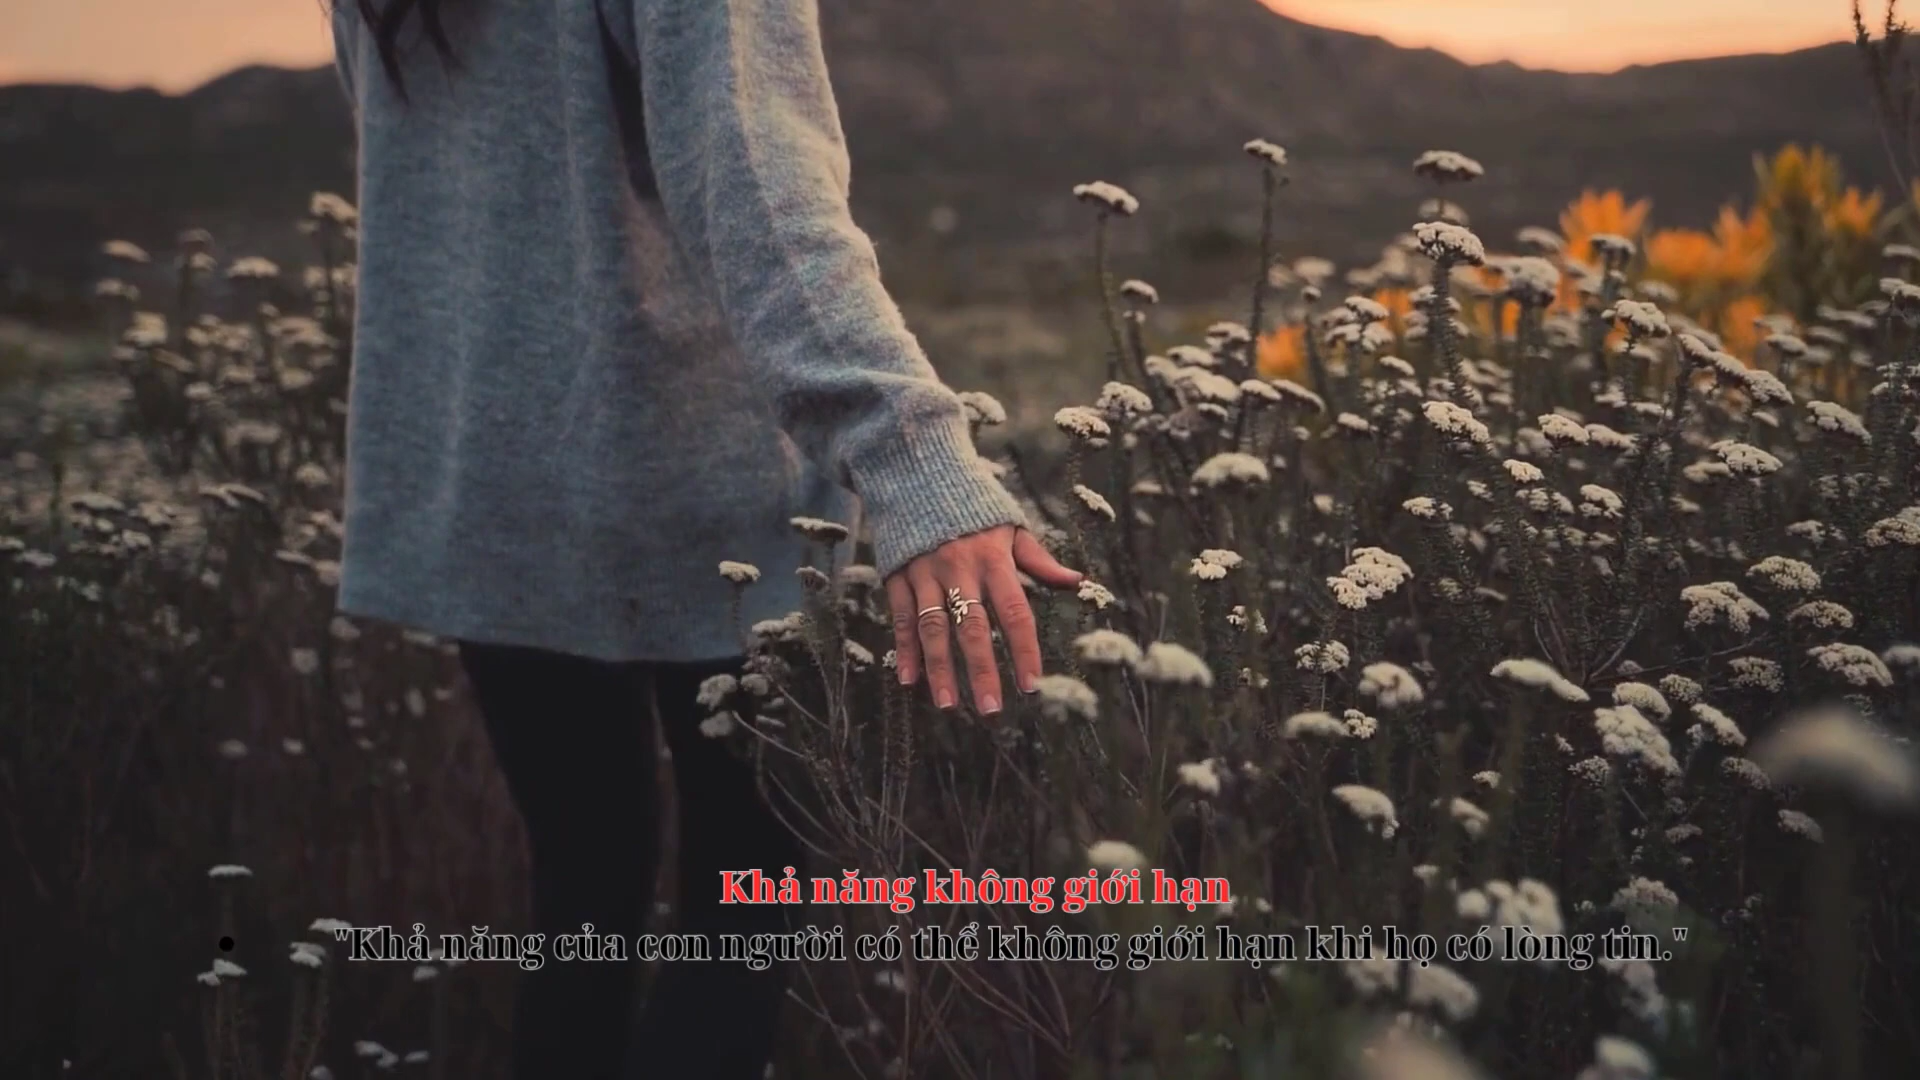 Khả năng không giới hạn
• "Khả năng của con người có thể không giới hạn khi họ có lòng tin."